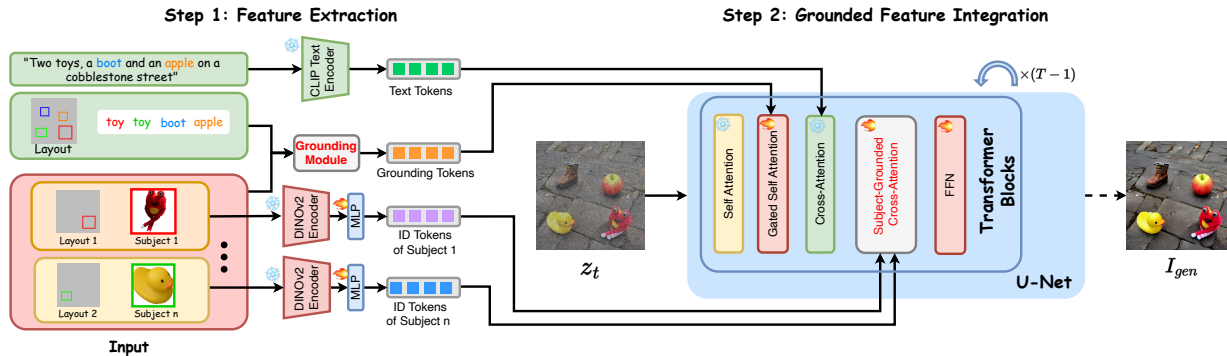 Step 1: Feature Extraction
Step 2: Grounded Feature Integration
"Two toys, a boot and an apple on a
cobblestone street"
CLIP Text
Encoder
Text Tokens
Layout
toy toy boot apple
Grounding
Module
Grounding Tokens
Layout 1
Subject 1
DINOv2
Encoder
MLP
ID Tokens
of Subject 1
Layout 2
Subject n
DINOv2
Encoder
MLP
ID Tokens
of Subject n
Input
z_t
Self Attention
Gated Self Attention
Cross-Attention
Subject-Grounded
Cross-Attention
FFN
Transformer
Blocks
×(T − 1)
U-Net
I_gen